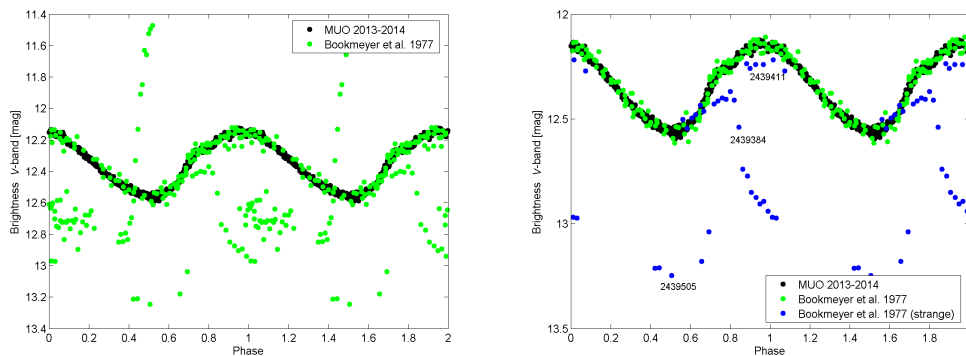 11.4
11.6
11.8
12
12.2
12.4
12.6
12.8
13
13.2
13.4
Brightness V-band [mag]
0 0.2 0.4 0.6 0.8 1 1.2 1.4 1.6 1.8 2
Phase
MUO 2013-2014
Bookmeyer et al. 1977
12
12.5
13
13.5
Brightness V-band [mag]
0 0.2 0.4 0.6 0.8 1 1.2 1.4 1.6 1.8
Phase
2439411
2439384
2439505
MUO 2013-2014
Bookmeyer et al. 1977
Bookmeyer et al. 1977 (strange)